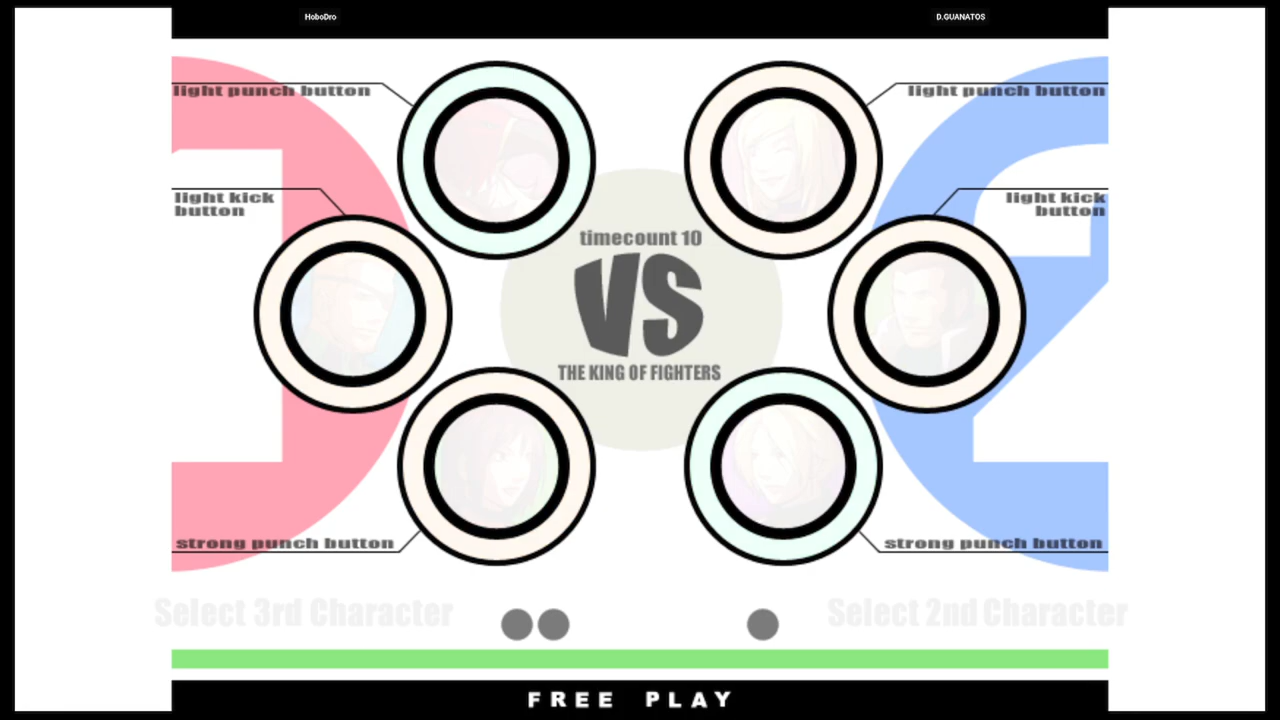 HoboDro
D.GUANATOS
light punch button
light punch button
light kick
button
light kick
button
timecount 10
VS
THE KING OF FIGHTERS
strong punch button
strong punch button
Select 3rd Character
Select 2nd Character
FREE PLAY